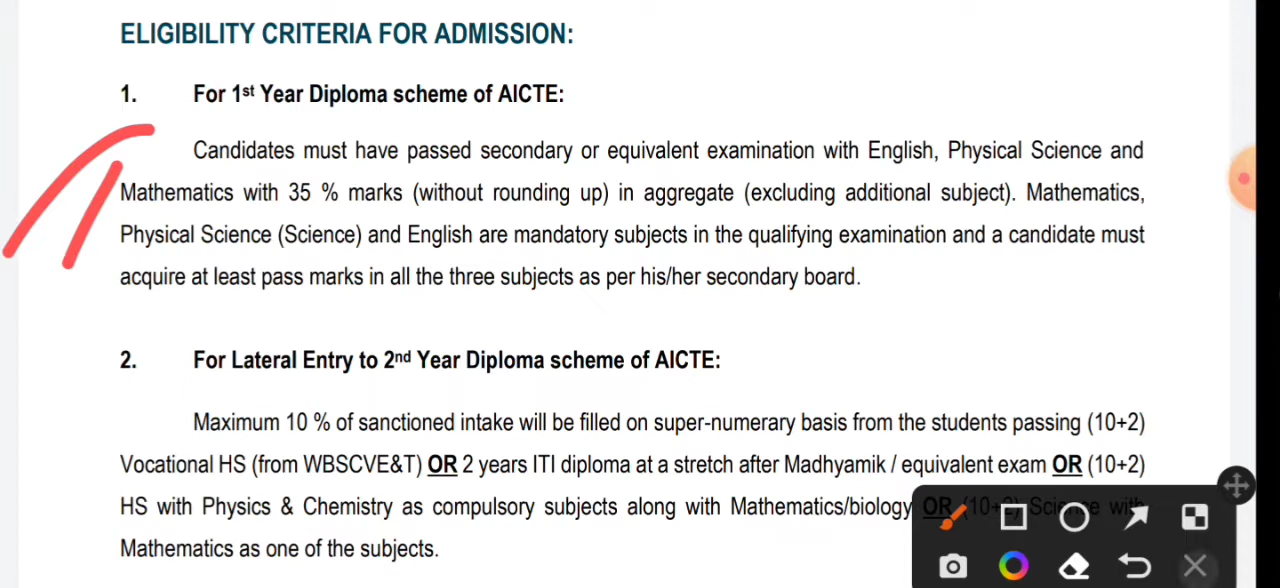 ELIGIBILITY CRITERIA FOR ADMISSION:
1. For 1st Year Diploma scheme of AICTE:
Candidates must have passed secondary or equivalent examination with English, Physical Science and
Mathematics with 35 % marks (without rounding up) in aggregate (excluding additional subject). Mathematics,
Physical Science (Science) and English are mandatory subjects in the qualifying examination and a candidate must
acquire at least pass marks in all the three subjects as per his/her secondary board.
2. For Lateral Entry to 2nd Year Diploma scheme of AICTE:
Maximum 10 % of sanctioned intake will be filled on super-numerary basis from the students passing (10+2)
Vocational HS (from WBSCVE&T) OR 2 years ITI diploma at a stretch after Madhyamik / equivalent exam OR (10+2)
HS with Physics & Chemistry as compulsory subjects along with Mathematics/biology OR (10+2) Science with
Mathematics as one of the subjects.